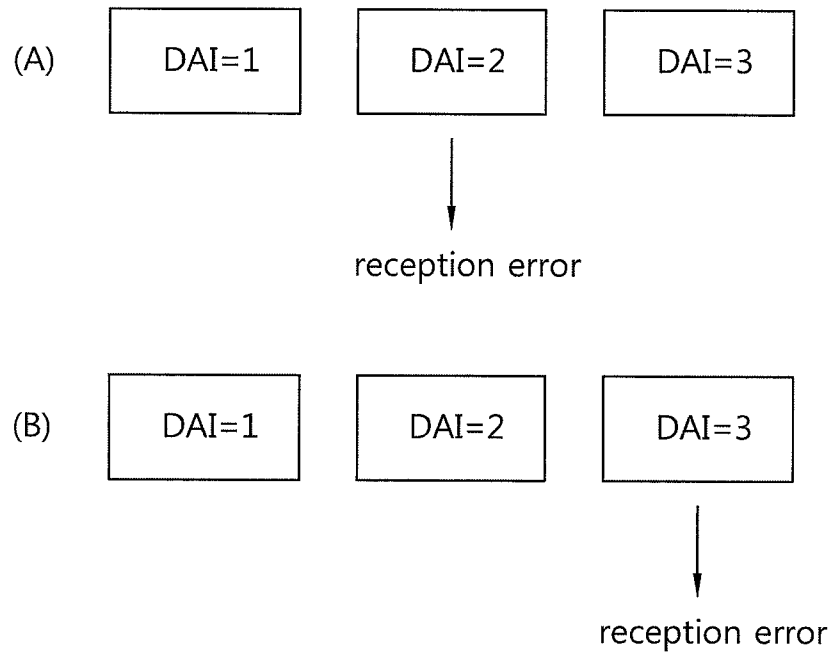 (A) DAI=1 DAI=2 DAI=3
reception error
(B) DAI=1 DAI=2 DAI=3
reception error